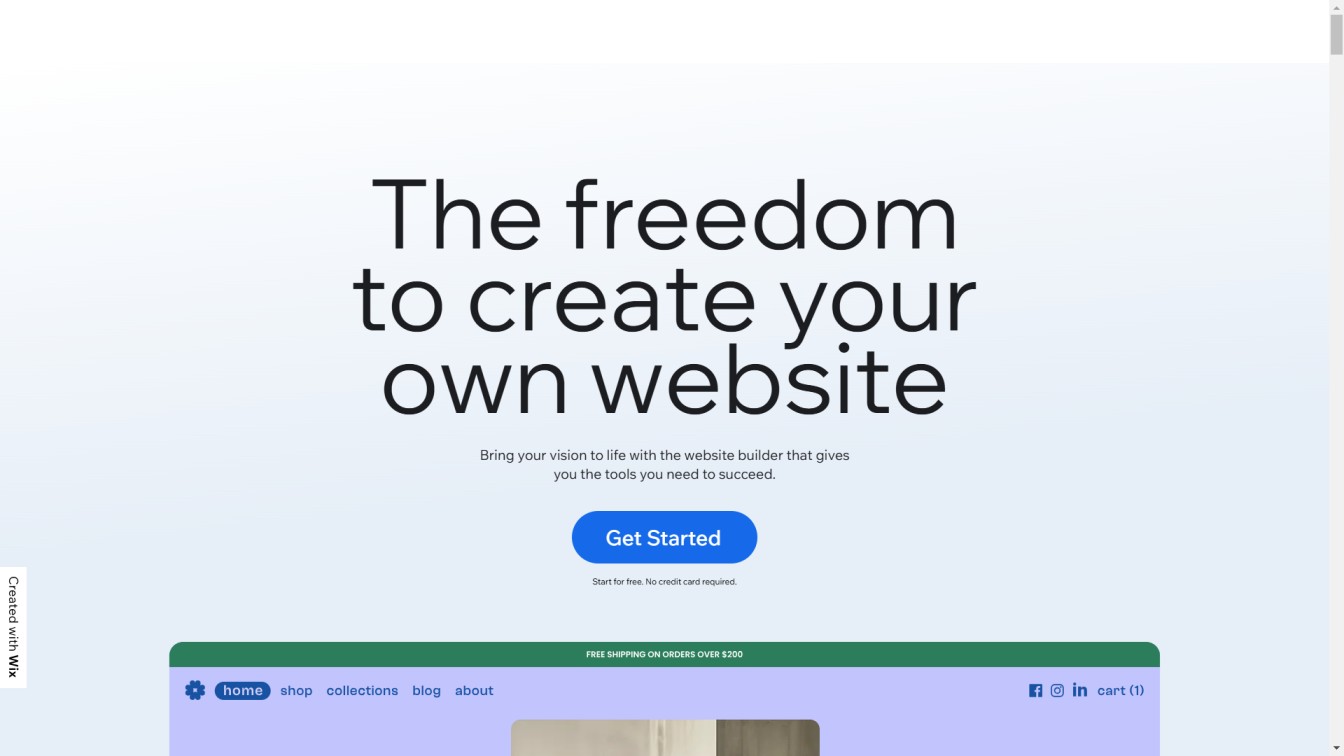 The freedom
to create your
own website
Bring your vision to life with the website builder that gives
you the tools you need to succeed.
Get Started
Start for free. No credit card required.
Created with Wix
FREE SHIPPING ON ORDERS OVER $200
home shop collections blog about cart (1)